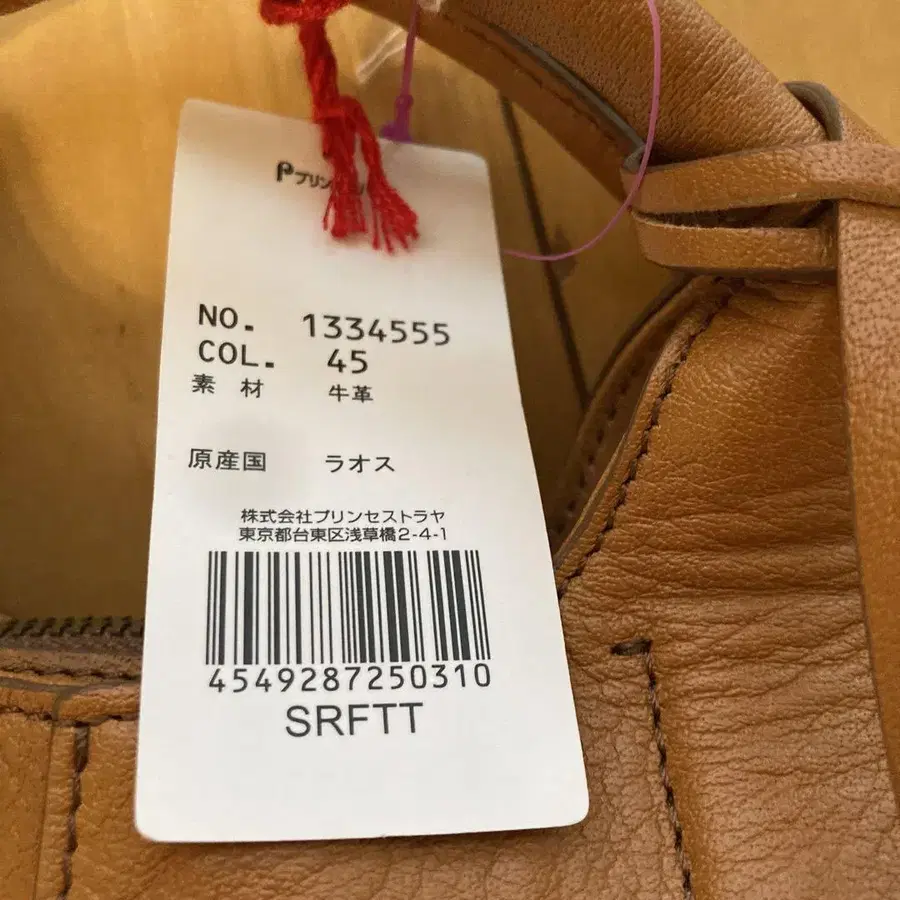 NO. 1334555
COL. 45
素 材 牛革
原産国 ラオス
株式会社プリンセストラヤ
東京都台東区浅草橋2-4-1
4549287250310
SRFTT